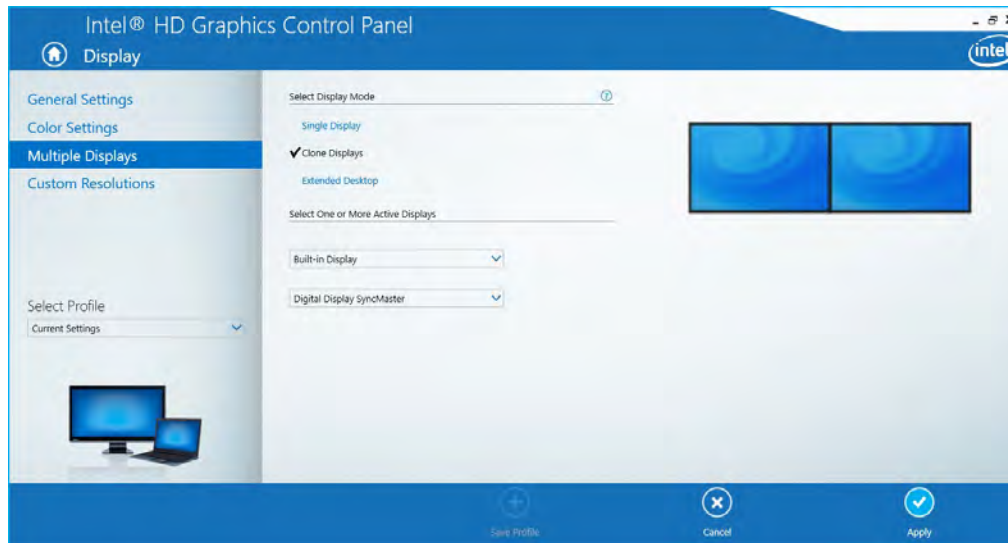 Intel® HD Graphics Control Panel
Display
intel
General Settings
Color Settings
Multiple Displays
Custom Resolutions
Select Profile
Current Settings
Select Display Mode
Single Display
Clone Displays
Extended Desktop
Select One or More Active Displays
Built-in Display
Digital Display SyncMaster
Save Profile
Cancel
Apply